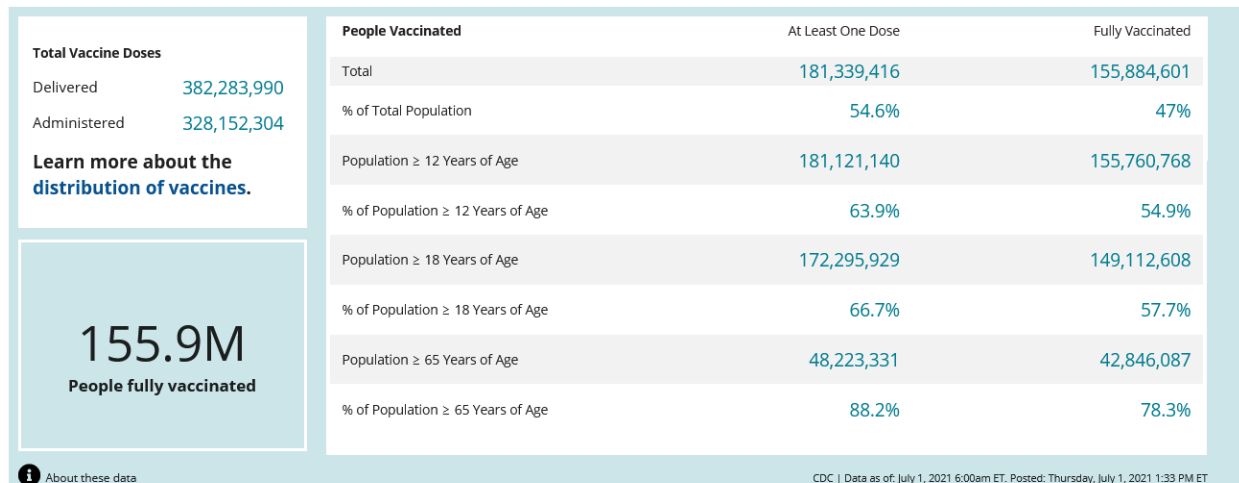 Total Vaccine Doses
Delivered 382,283,990
Administered 328,152,304
Learn more about the
distribution of vaccines.
155.9M
People fully vaccinated
People Vaccinated At Least One Dose Fully Vaccinated
Total 181,339,416 155,884,601
% of Total Population 54.6% 47%
Population ≥ 12 Years of Age 181,121,140 155,760,768
% of Population ≥ 12 Years of Age 63.9% 54.9%
Population ≥ 18 Years of Age 172,295,929 149,112,608
% of Population ≥ 18 Years of Age 66.7% 57.7%
Population ≥ 65 Years of Age 48,223,331 42,846,087
% of Population ≥ 65 Years of Age 88.2% 78.3%
i About these data
CDC | Data as of: July 1, 2021 6:00am ET. Posted: Thursday, July 1, 2021 1:33 PM ET